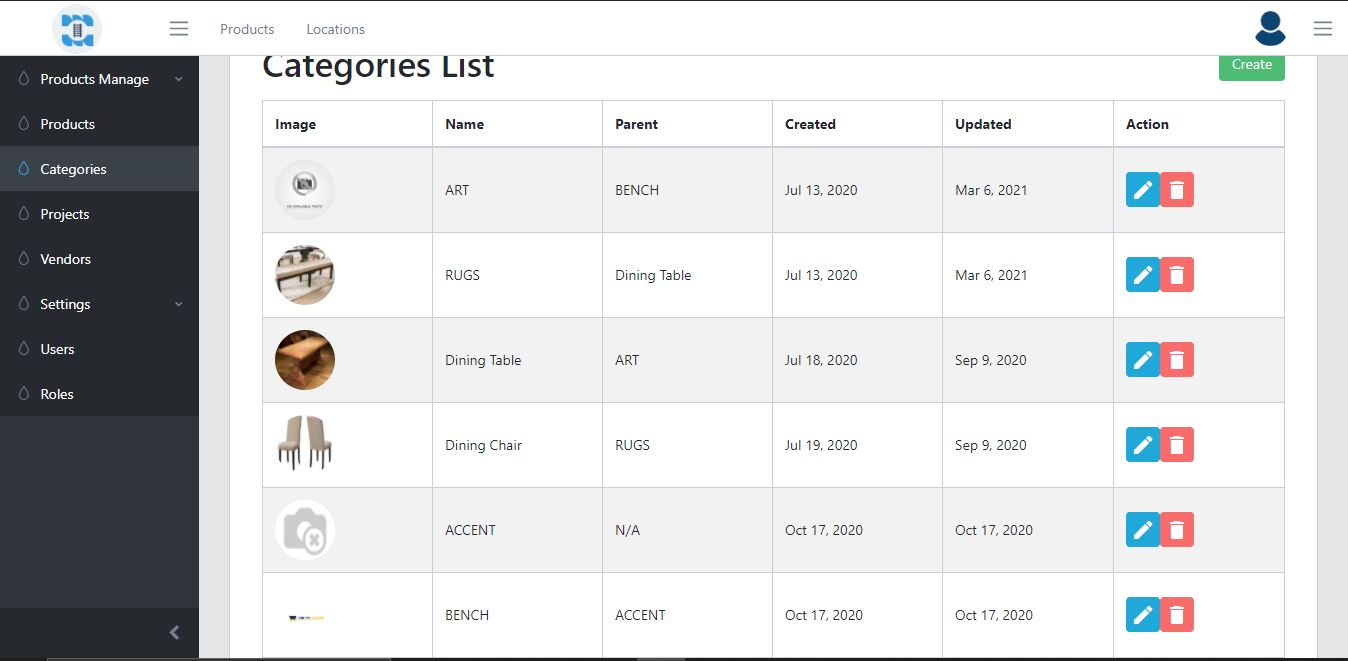 Products Locations
Categories List
Create
Products Manage
Products
Categories
Projects
Vendors
Settings
Users
Roles
Image Name Parent Created Updated Action
NO AVAILABLE PHOTO
ART BENCH Jul 13, 2020 Mar 6, 2021
RUGS Dining Table Jul 13, 2020 Mar 6, 2021
Dining Table ART Jul 18, 2020 Sep 9, 2020
Dining Chair RUGS Jul 19, 2020 Sep 9, 2020
ACCENT N/A Oct 17, 2020 Oct 17, 2020
BENCH ACCENT Oct 17, 2020 Oct 17, 2020